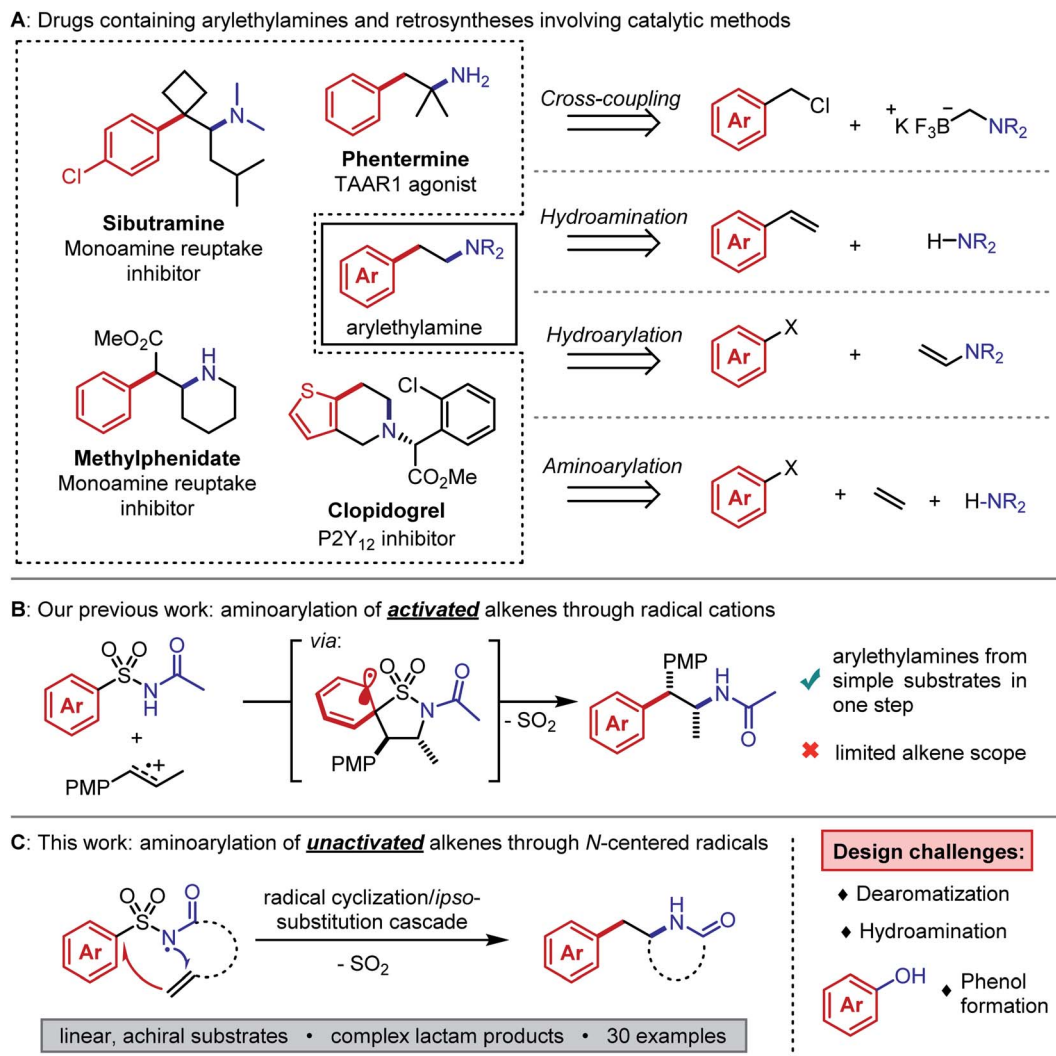 A: Drugs containing arylethylamines and retrosyntheses involving catalytic methods
Cl
N
Sibutramine
Monoamine reuptake
inhibitor
NH2
Phentermine
TAAR1 agonist
Ar
NR2
arylethylamine
MeO2C
H
N
Methylphenidate
Monoamine reuptake
inhibitor
S
N
Cl
CO2Me
Clopidogrel
P2Y12 inhibitor
Cross-coupling
Ar
Cl
+
+
K F3B
−
NR2
Hydroamination
Ar
+
H−NR2
Hydroarylation
Ar
X
+
NR2
Aminoarylation
Ar
X
+
+
H-NR2
B: Our previous work: aminoarylation of activated alkenes through radical cations
O O
S
O
Ar
N
H
+
PMP
•+
via:
O O
S
O
N
PMP
- SO2
PMP
H
N
Ar
O
✓ arylethylamines from
simple substrates in
one step
✖ limited alkene scope
C: This work: aminoarylation of unactivated alkenes through N-centered radicals
O O
S
O
Ar
N
•
radical cyclization/ipso-
substitution cascade
- SO2
H
N
O
Ar
linear, achiral substrates • complex lactam products • 30 examples
Design challenges:
♦ Dearomatization
♦ Hydroamination
Ar
OH
♦ Phenol
formation